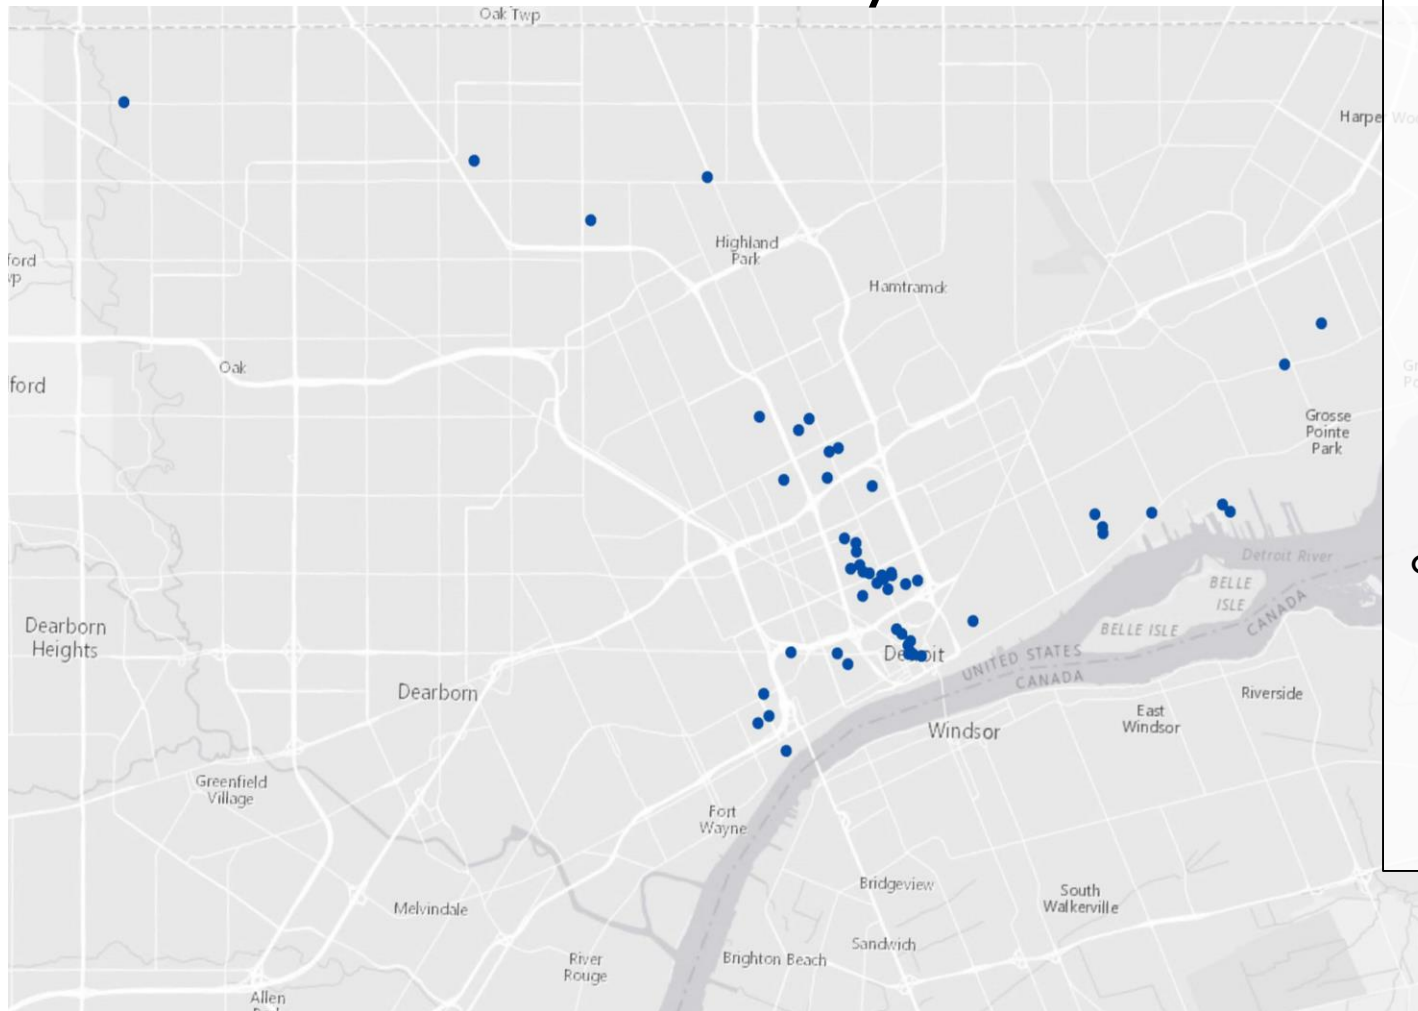 Oak Twp
Harpe
Highland
Park
ford
Hamtramck
Oak
ford
Grosse
Pointe
Park
Detroit River
BELLE
ISLE
CANADA
BELLE ISLE
Dearborn
Heights
Detroit
UNITED STATES
CANADA
Dearborn
Riverside
East
Windsor
Windsor
Greenfield
Village
Fort
Wayne
Bridgeview
South
Walkerville
Melvindale
Sandwich
River
Rouge
Brighton Beach
Allen